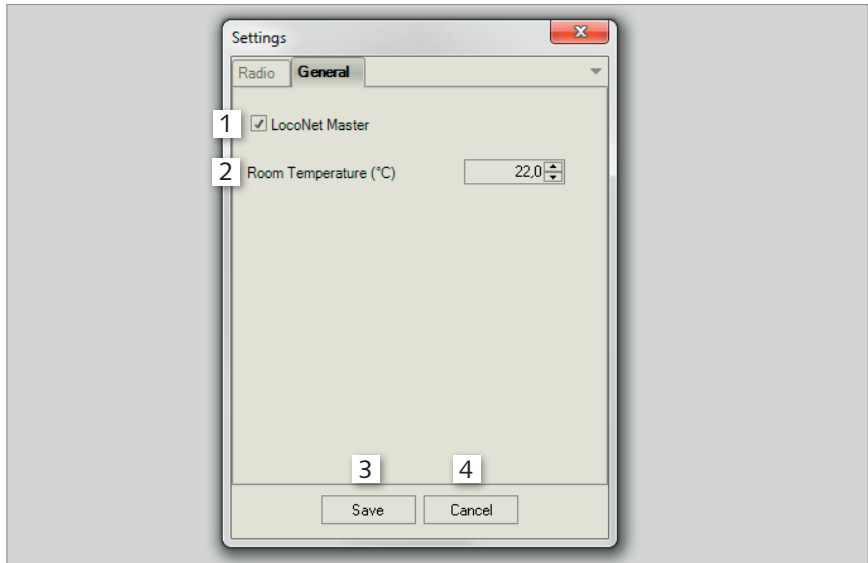 Settings
Radio General
1 LocoNet Master
2 Room Temperature (°C) 22,0
3 4
Save Cancel